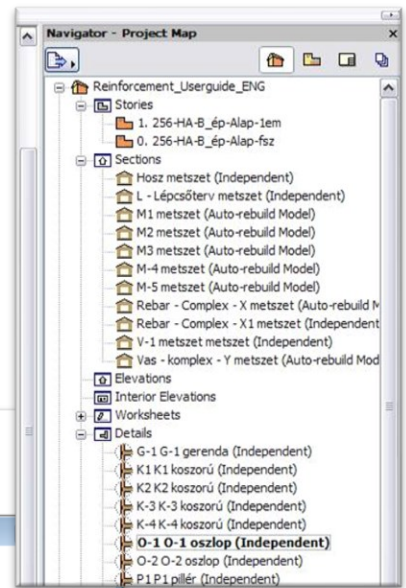 Navigator - Project Map
Reinforcement_Userguide_ENG
Stories
1. 256-HA-B_ép-Alap-1em
0. 256-HA-B_ép-Alap-fsz
Sections
Hosz metszet (Independent)
L - Lépcsőterv metszet (Independent)
M1 metszet (Auto-rebuild Model)
M2 metszet (Auto-rebuild Model)
M3 metszet (Auto-rebuild Model)
M-4 metszet (Auto-rebuild Model)
M-5 metszet (Auto-rebuild Model)
Rebar - Complex - X metszet (Auto-rebuild M
Rebar - Complex - X1 metszet (Independent
V-1 metszet metszet (Independent)
Vas - komplex - Y metszet (Auto-rebuild Mod
Elevations
Interior Elevations
Worksheets
Details
G-1 G-1 gerenda (Independent)
K1 K1 koszorú (Independent)
K2 K2 koszorú (Independent)
K-3 K-3 koszorú (Independent)
K-4 K-4 koszorú (Independent)
O-1 O-1 oszlop (Independent)
O-2 O-2 oszlop (Independent)
P1 P1 pillér (Independent)